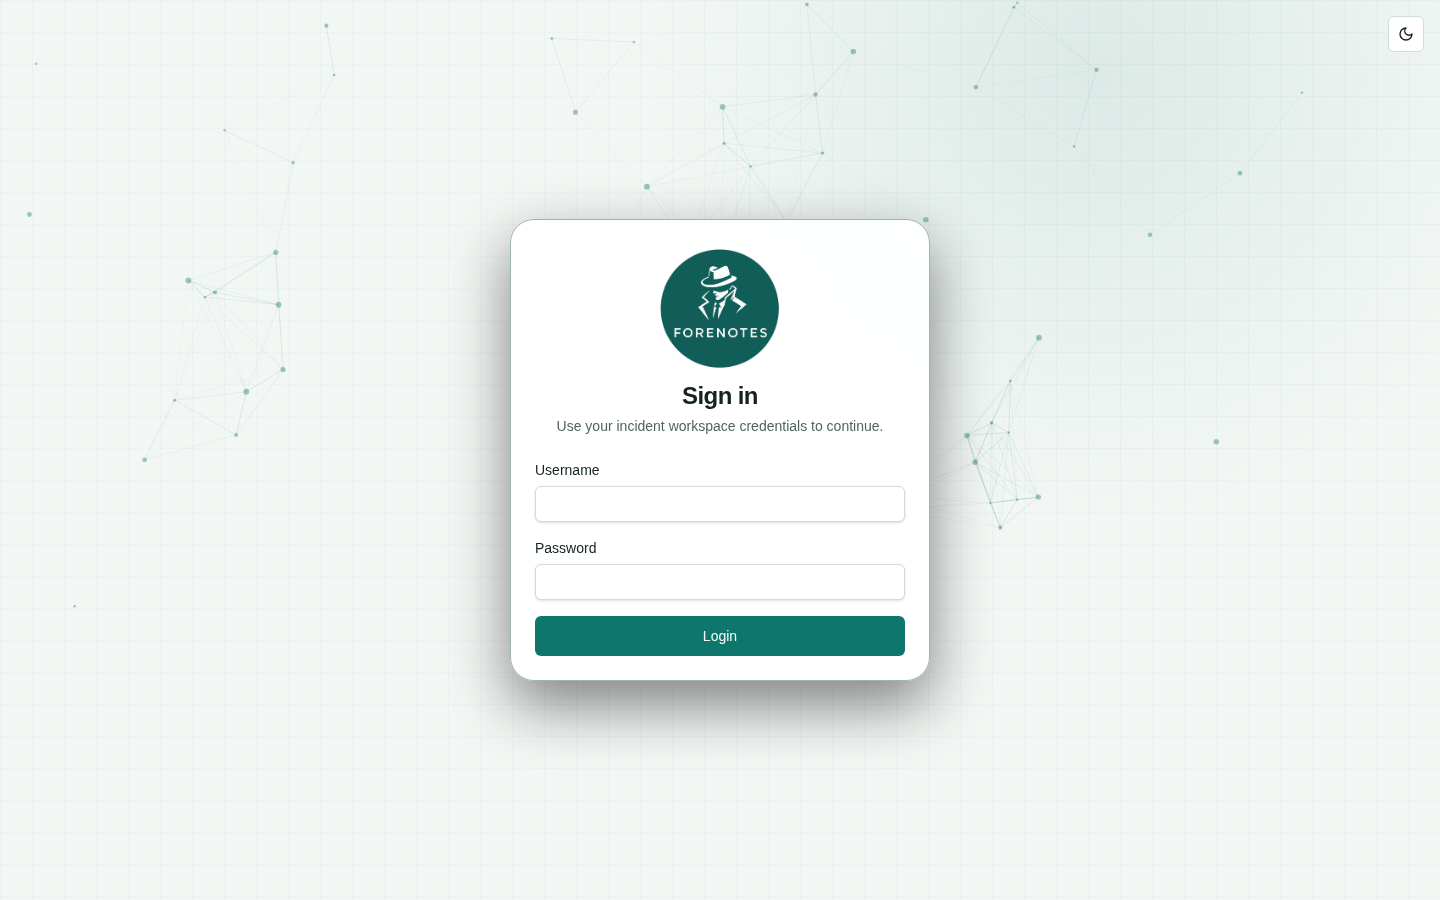 FORENOTES
Sign in
Use your incident workspace credentials to continue.
Username
Password
Login